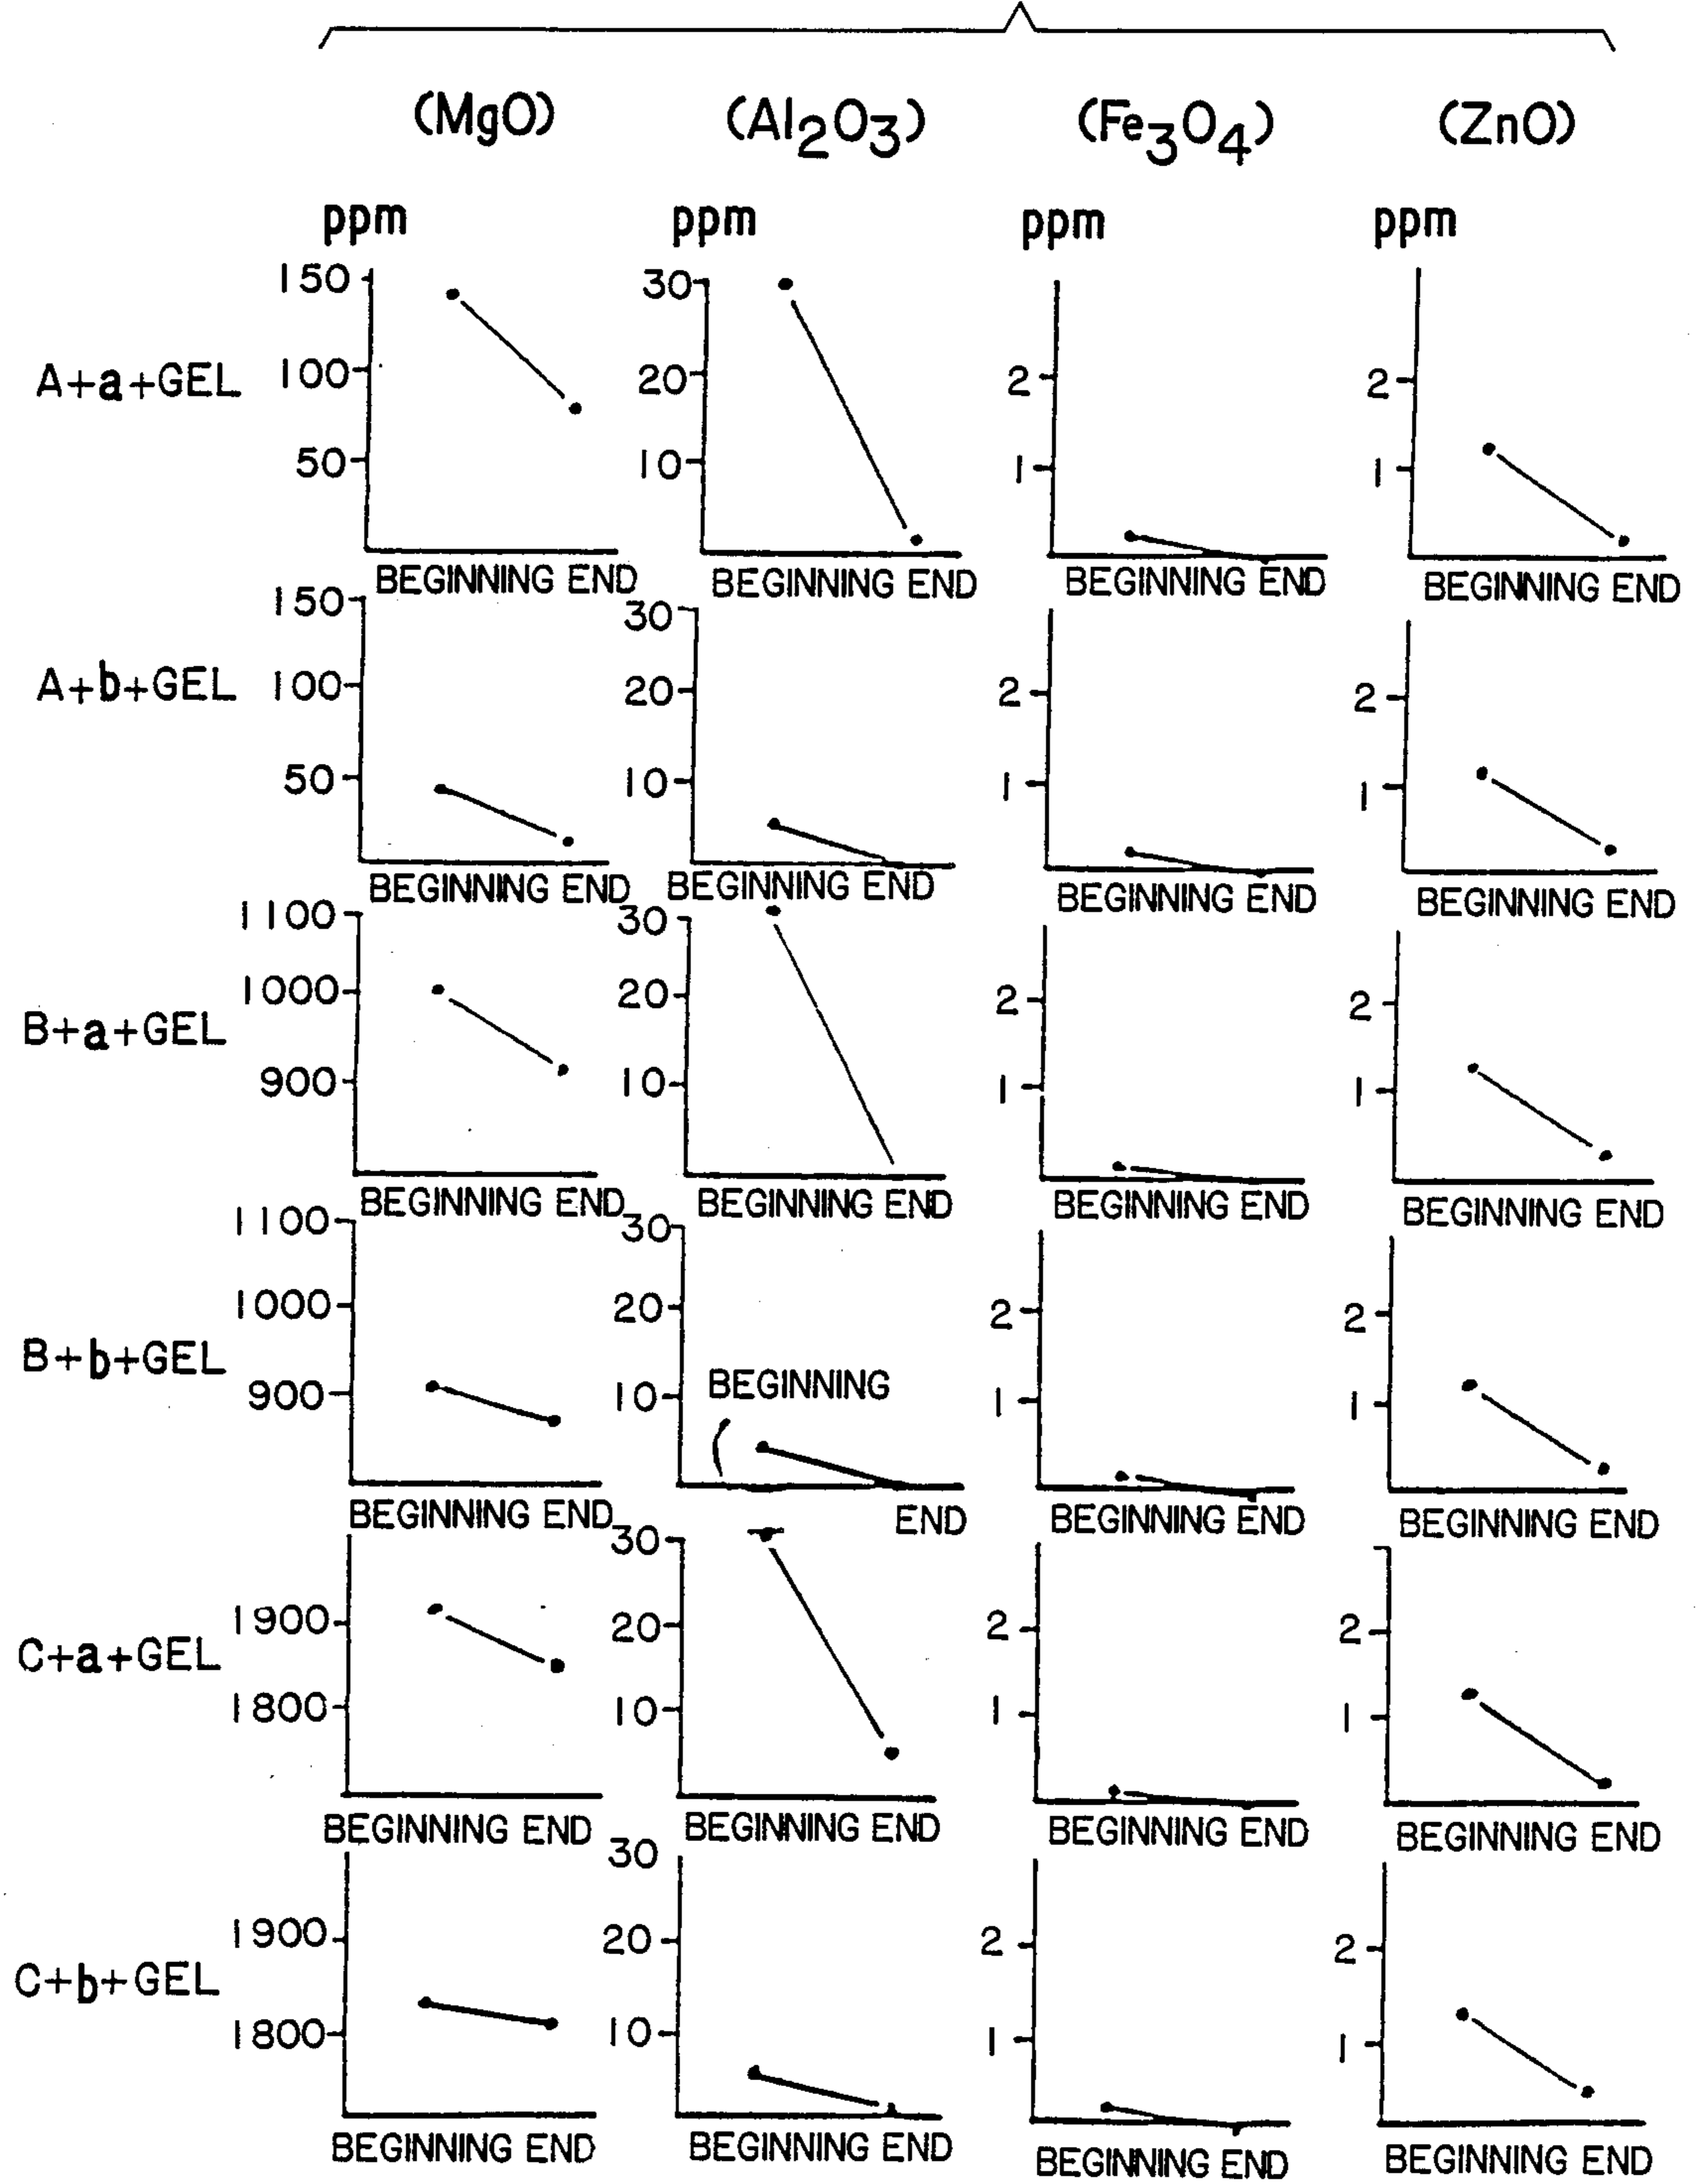 (MgO) (Al2O3) (Fe3O4) (ZnO)
ppm ppm ppm ppm
150 30
A+a+GEL 100 20 2 2
50 10 1 1
BEGINNING END BEGINNING END BEGINNING END BEGINNING END
150 30
A+b+GEL 100 20 2 2
50 10 1 1
BEGINNING END BEGINNING END BEGINNING END BEGINNING END
1100 30
1000 20 2 2
B+a+GEL
900 10 1 1
BEGINNING END BEGINNING END BEGINNING END BEGINNING END
1100 30
1000 20 2 2
B+b+GEL
900 10 BEGINNING 1 1
BEGINNING END END BEGINNING END BEGINNING END
30
1900 20 2 2
C+a+GEL
1800 10 1 1
BEGINNING END BEGINNING END BEGINNING END BEGINNING END
30
1900 20 2 2
C+b+GEL
1800 10 1 1
BEGINNING END BEGINNING END BEGINNING END BEGINNING END